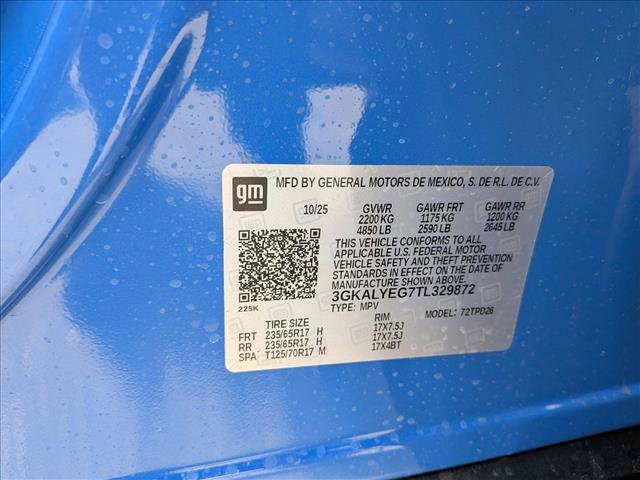 gm
MFD BY GENERAL MOTORS DE MEXICO, S. DE R.L. DE C.V.
10/25 GVWR GAWR FRT GAWR RR
2200 KG 1175 KG 1200 KG
4850 LB 2590 LB 2645 LB
THIS VEHICLE CONFORMS TO ALL
APPLICABLE U.S. FEDERAL MOTOR
VEHICLE SAFETY, BUMPER, AND THEFT
PREVENTION STANDARDS IN EFFECT
ON THE DATE OF
MANUFACTURE SHOWN ABOVE.
3GKALYEG7TL329872
225K TYPE: MPV MODEL: 72TPD26
TIRE SIZE RIM
FRT 235/65R17 H 17X7.5J
RR 235/65R17 H 17X7.5J
SPA T125/70R17 M 17X4BT